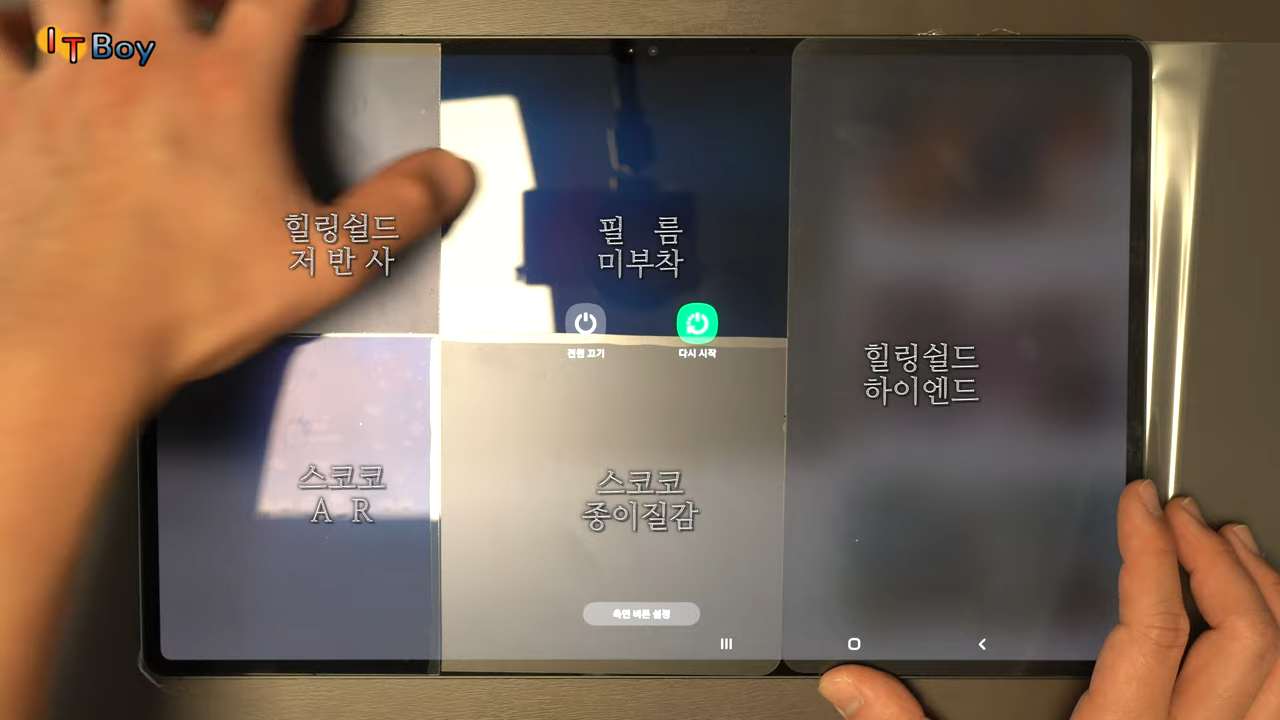 IT Boy
힐링쉴드
저 반 사
필 름
미부착
전원 끄기
다시 시작
힐링쉴드
하이엔드
스코코
A R
스코코
종이질감
측면 버튼 설정